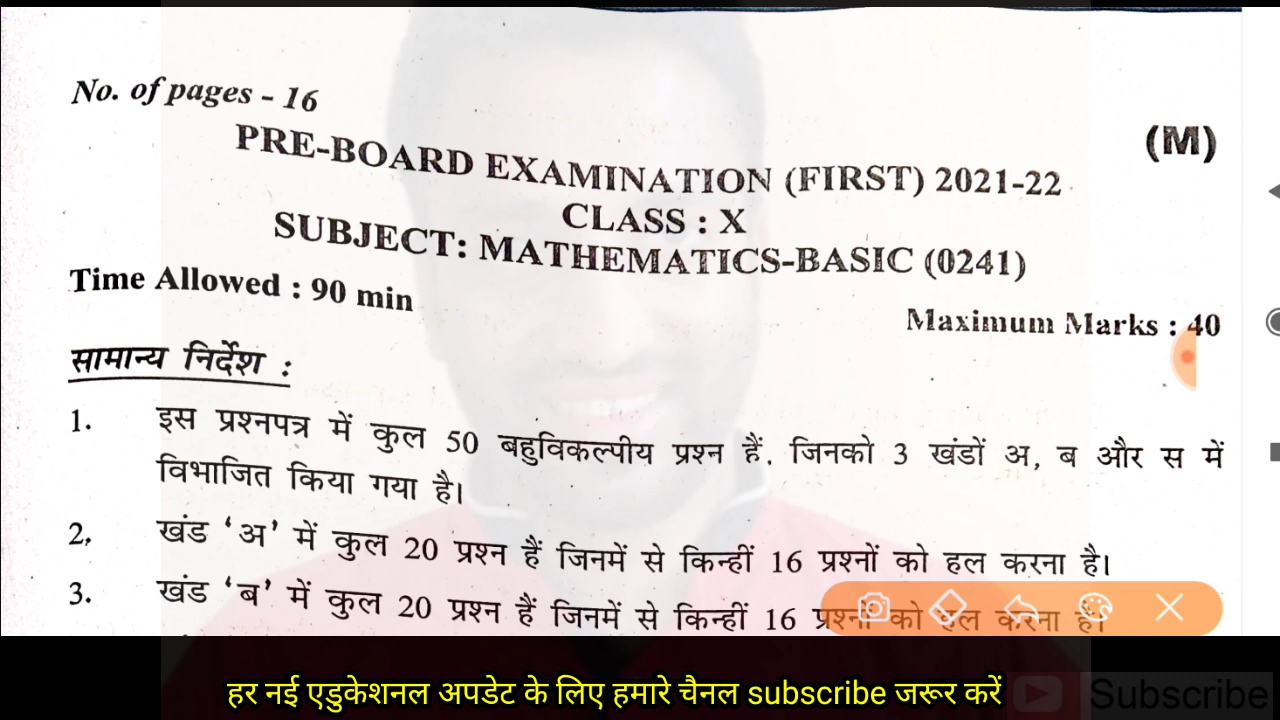 No. of pages - 16
(M)
PRE-BOARD EXAMINATION (FIRST) 2021-22
CLASS : X
SUBJECT: MATHEMATICS-BASIC (0241)
Time Allowed : 90 min
Maximum Marks : 40
सामान्य निर्देश :
1. इस प्रश्नपत्र में कुल 50 बहुविकल्पीय प्रश्न हैं, जिनको 3 खंडों अ, ब और स में
विभाजित किया गया है।
2. खंड ‘अ’ में कुल 20 प्रश्न हैं जिनमें से किन्हीं 16 प्रश्नों को हल करना है।
3. खंड ‘ब’ में कुल 20 प्रश्न हैं जिनमें से किन्हीं 16 प्रश्नों को हल करना है।
हर नई एडुकेशनल अपडेट के लिए हमारे चैनल subscribe जरूर करें
Subscribe